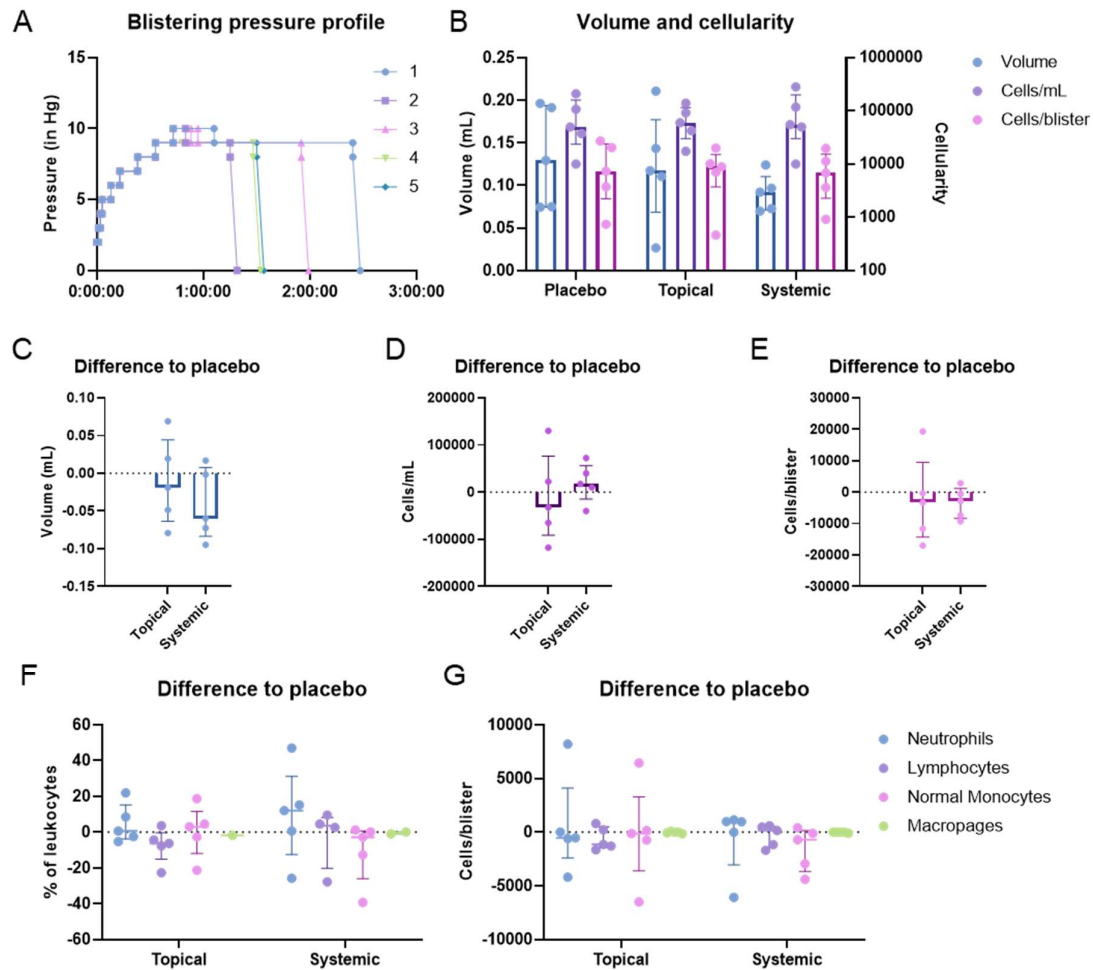 A
Blistering pressure profile
Pressure (in Hg)
15
10
5
0
0:00:00
1:00:00
2:00:00
3:00:00
1
2
3
4
5
B
Volume and cellularity
Volume (mL)
0.25
0.20
0.15
0.10
0.05
0.00
1000000
100000
10000
1000
100
Cellularity
Placebo
Topical
Systemic
Volume
Cells/mL
Cells/blister
C
Difference to placebo
Volume (mL)
0.10
0.05
0.00
-0.05
-0.10
-0.15
Topical
Systemic
D
Difference to placebo
Cells/mL
200000
100000
0
-100000
-200000
Topical
Systemic
E
Difference to placebo
Cells/blister
30000
20000
10000
0
-10000
-20000
-30000
Topical
Systemic
F
Difference to placebo
% of leukocytes
60
40
20
0
-20
-40
-60
Topical
Systemic
G
Difference to placebo
Cells/blister
10000
5000
0
-5000
-10000
Topical
Systemic
Neutrophils
Lymphocytes
Normal Monocytes
Macropages